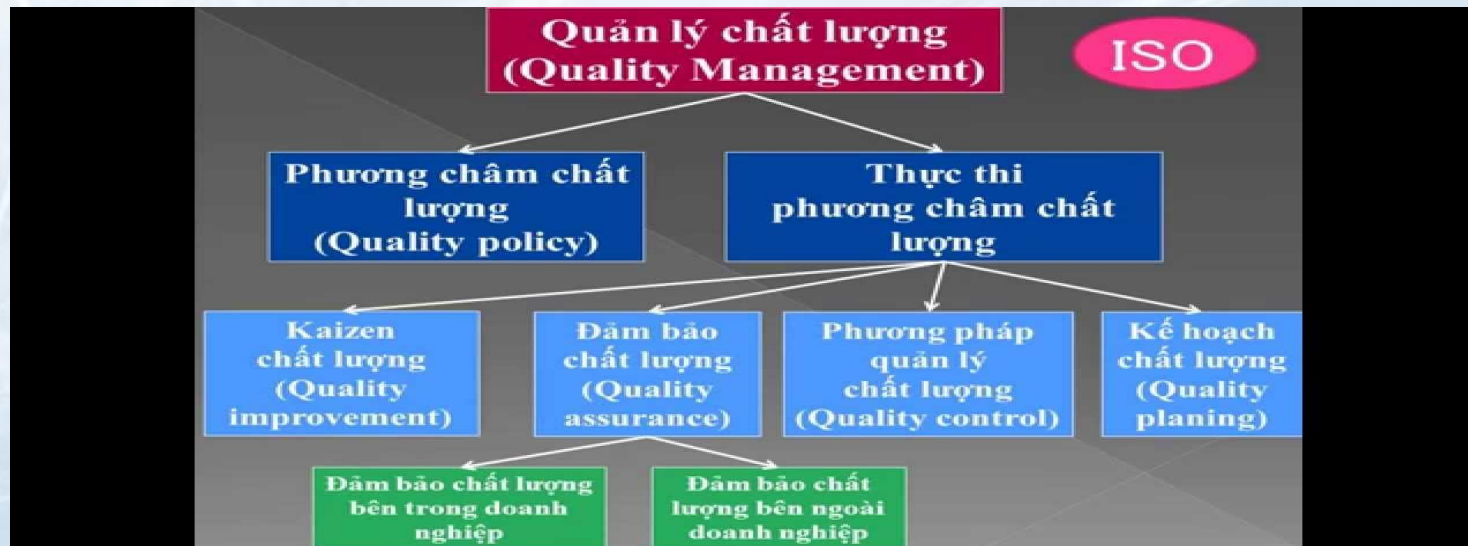 Quản lý chất lượng
(Quality Management)
ISO
Phương châm chất
lượng
(Quality policy)
Thực thi
phương châm chất
lượng
Kaizen
chất lượng
(Quality
improvement)
Đảm bảo
chất lượng
(Quality
assurance)
Phương pháp
quản lý
chất lượng
(Quality control)
Kế hoạch
chất lượng
(Quality
planing)
Đảm bảo chất lượng
bên trong doanh
nghiệp
Đảm bảo chất
lượng bên ngoài
doanh nghiệp